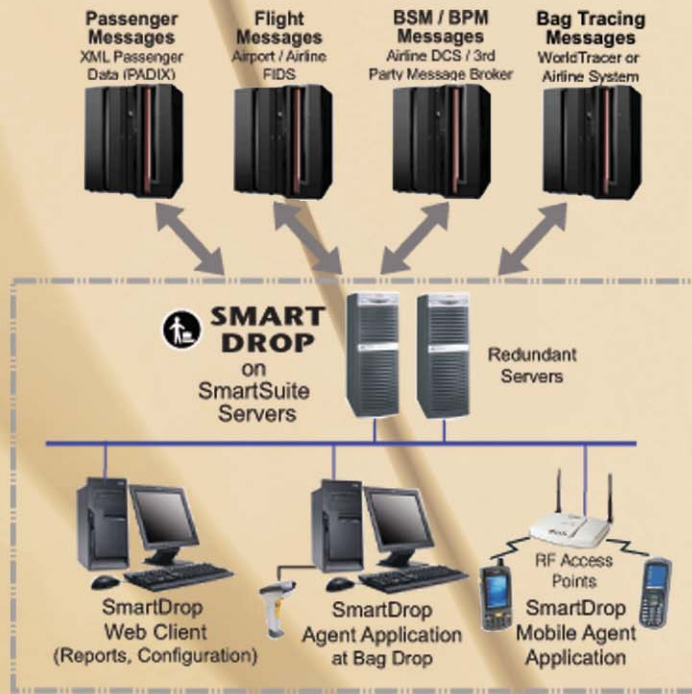 Passenger
Messages
XML Passenger
Data (PADIX)
Flight
Messages
Airport / Airline
FIDS
BSM / BPM
Messages
Airline DCS / 3rd
Party Message Broker
Bag Tracing
Messages
WorldTracer or
Airline System
SMART
DROP
on
SmartSuite
Servers
Redundant
Servers
SmartDrop
Web Client
(Reports, Configuration)
SmartDrop
Agent Application
at Bag Drop
RF Access
Points
SmartDrop
Mobile Agent
Application